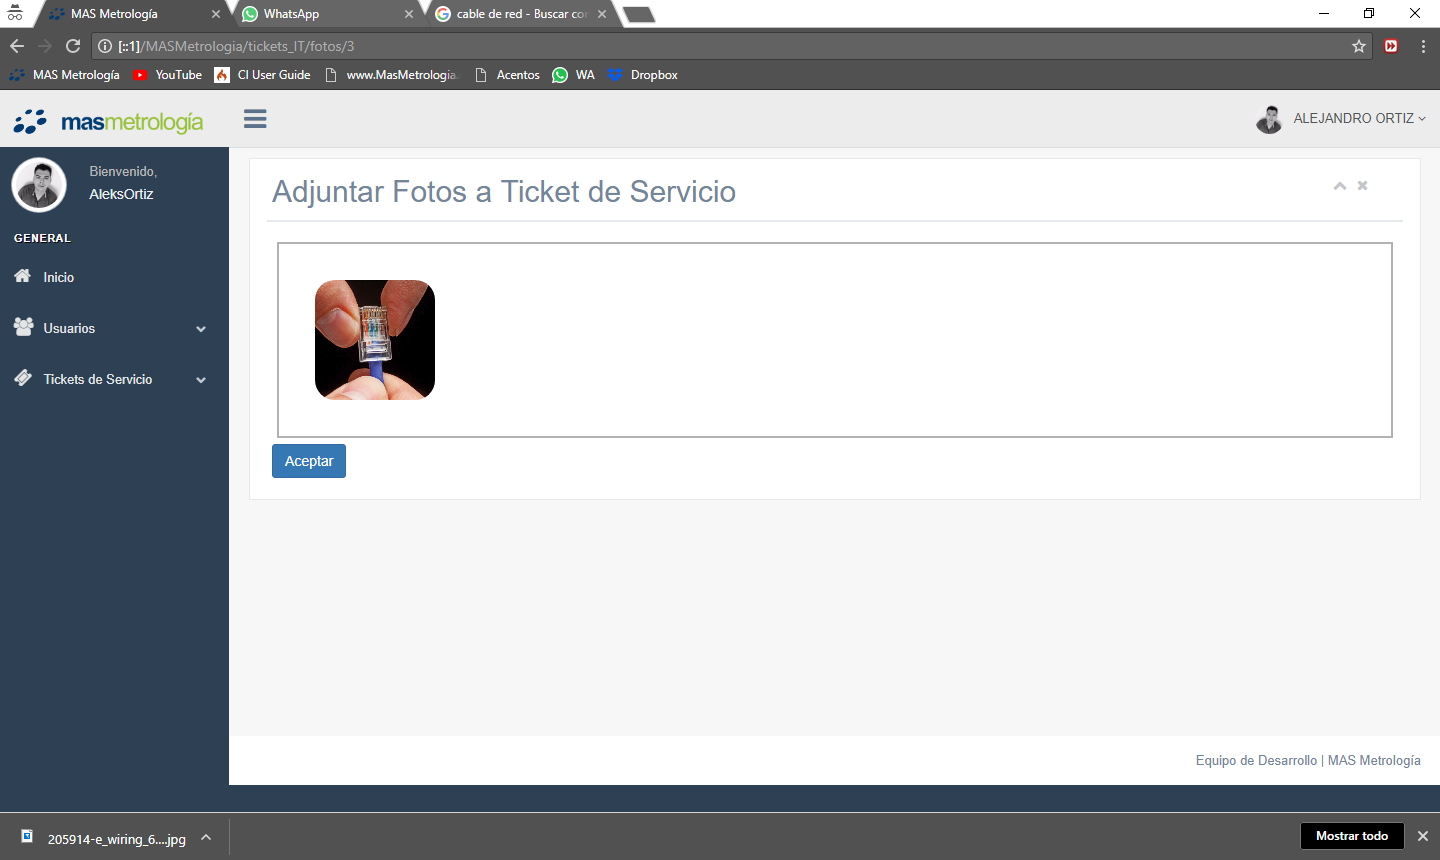 MAS Metrología
WhatsApp
cable de red - Buscar con
[::1]/MASMetrologia/tickets_IT/fotos/3
MAS Metrología
YouTube
CI User Guide
www.MasMetrologia.
Acentos
WA
Dropbox
masmetrología
ALEJANDRO ORTIZ
Bienvenido,
AleksOrtiz
GENERAL
Inicio
Usuarios
Tickets de Servicio
Adjuntar Fotos a Ticket de Servicio
Aceptar
Equipo de Desarrollo | MAS Metrología
205914-e_wiring_6....jpg
Mostrar todo